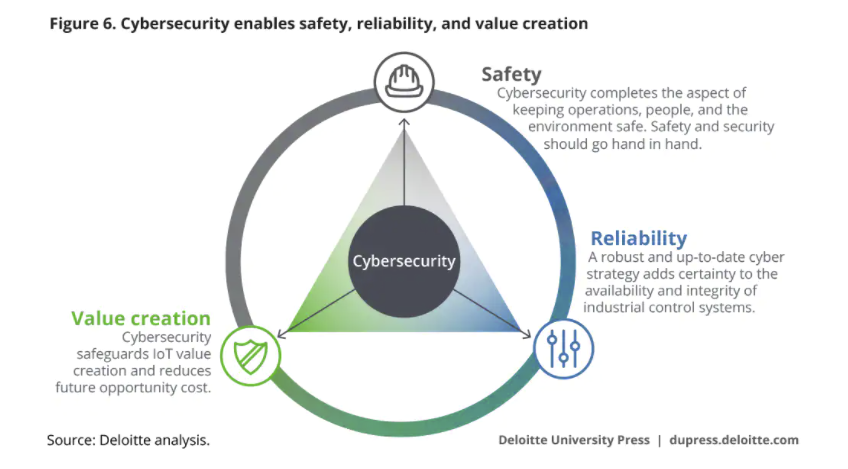 Figure 6. Cybersecurity enables safety, reliability, and value creation
Safety
Cybersecurity completes the aspect of
keeping operations, people, and the
environment safe. Safety and security
should go hand in hand.
Cybersecurity
Reliability
A robust and up-to-date cyber
strategy adds certainty to the
availability and integrity of
industrial control systems.
Value creation
Cybersecurity
safeguards IoT value
creation and reduces
future opportunity cost.
Source: Deloitte analysis.
Deloitte University Press | dupress.deloitte.com